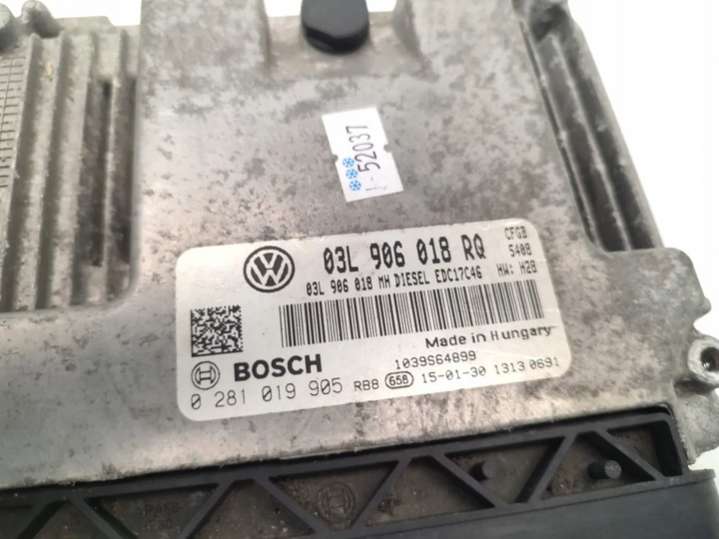 52037
03L 906 018 RQ
CFGB
03L 906 018 MH DIESEL EDC17C46
5408
HW: H28
Made in Hungary
BOSCH
1039S64899
0 281 019 905 RBB 658 15-01-30 1313 0691